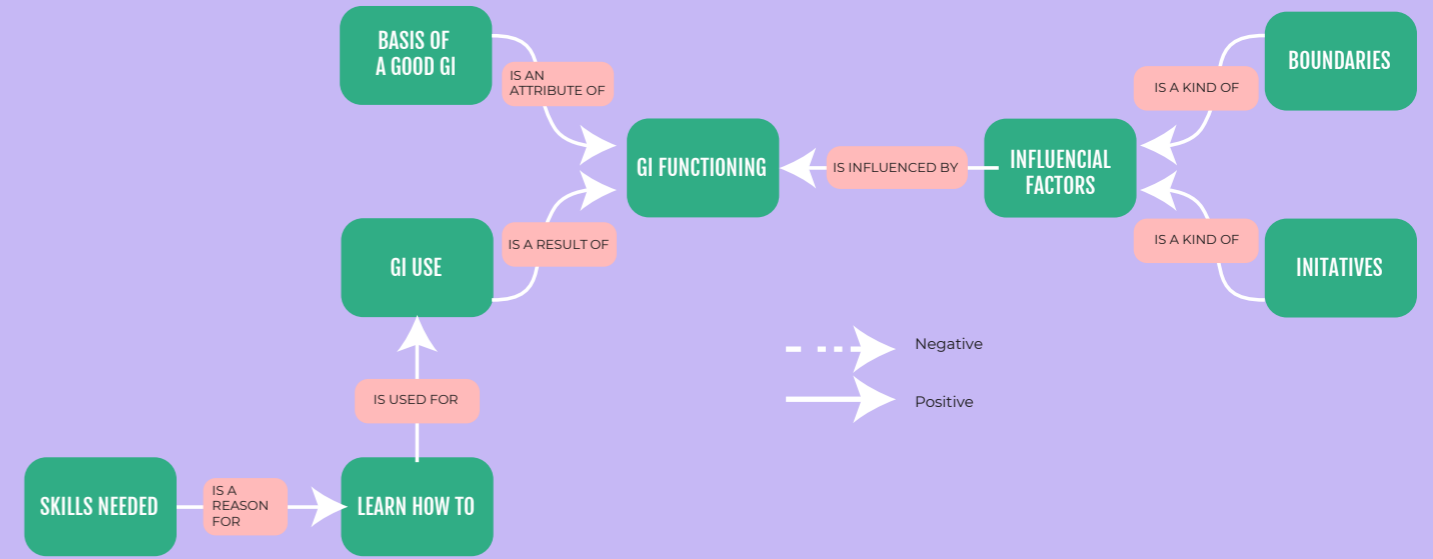 BASIS OF
A GOOD GI
IS AN
ATTRIBUTE OF
GI FUNCTIONING
IS INFLUENCED BY
INFLUENCIAL
FACTORS
IS A KIND OF
BOUNDARIES
IS A KIND OF
INITATIVES
GI USE
IS A RESULT OF
IS USED FOR
SKILLS NEEDED
IS A
REASON
FOR
LEARN HOW TO
Negative
Positive